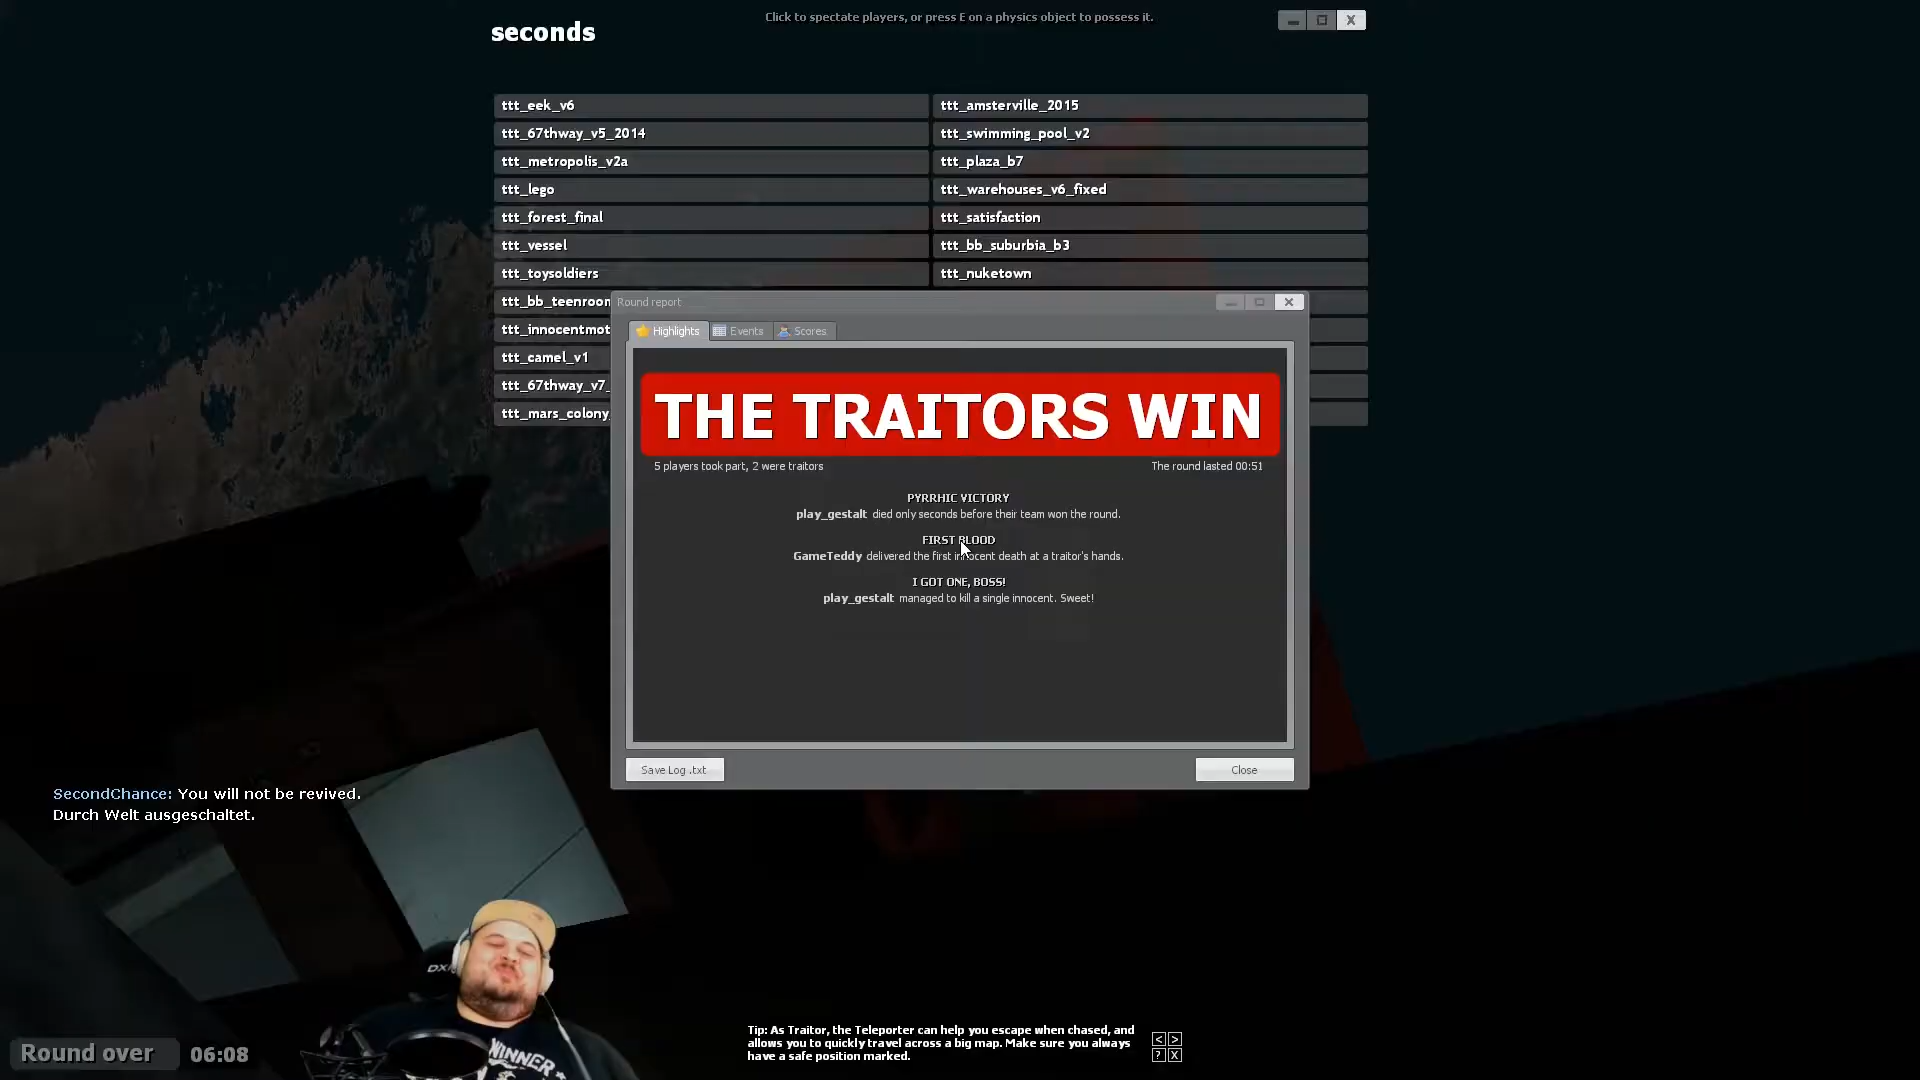 Click to spectate players, or press E on a physics object to possess it.
seconds
ttt_eek_v6
ttt_amsterville_2015
ttt_67thway_v5_2014
ttt_swimming_pool_v2
ttt_metropolis_v2a
ttt_plaza_b7
ttt_lego
ttt_warehouses_v6_fixed
ttt_forest_final
ttt_satisfaction
ttt_vessel
ttt_bb_suburbia_b3
ttt_toysoldiers
ttt_nuketown
ttt_bb_teenroom
ttt_innocentmot
ttt_camel_v1
ttt_67thway_v7_
ttt_mars_colony_
Round report
Highlights Events Scores
THE TRAITORS WIN
5 players took part, 2 were traitors
The round lasted 00:51
PYRRHIC VICTORY
play_gestalt died only seconds before their team won the round.
FIRST BLOOD
GameTeddy delivered the first innocent death at a traitor's hands.
I GOT ONE, BOSS!
play_gestalt managed to kill a single innocent. Sweet!
Save Log .txt
Close
SecondChance: You will not be revived.
Durch Welt ausgeschaltet.
DX
WINNER
Tip: As Traitor, the Teleporter can help you escape when chased, and
allows you to quickly travel across a big map. Make sure you always
have a safe position marked.
< >
? X
Round over 06:08